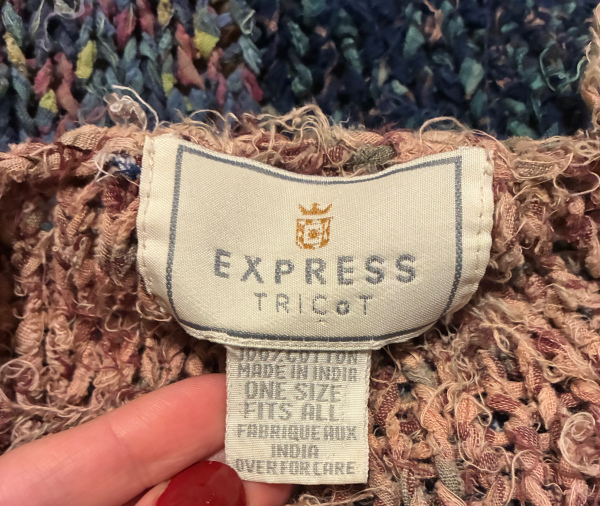 EXPRESS
TRICOT
100% COTTON
MADE IN INDIA
ONE SIZE
FITS ALL
FABRIQUE AUX
INDIA
OVER FOR CARE